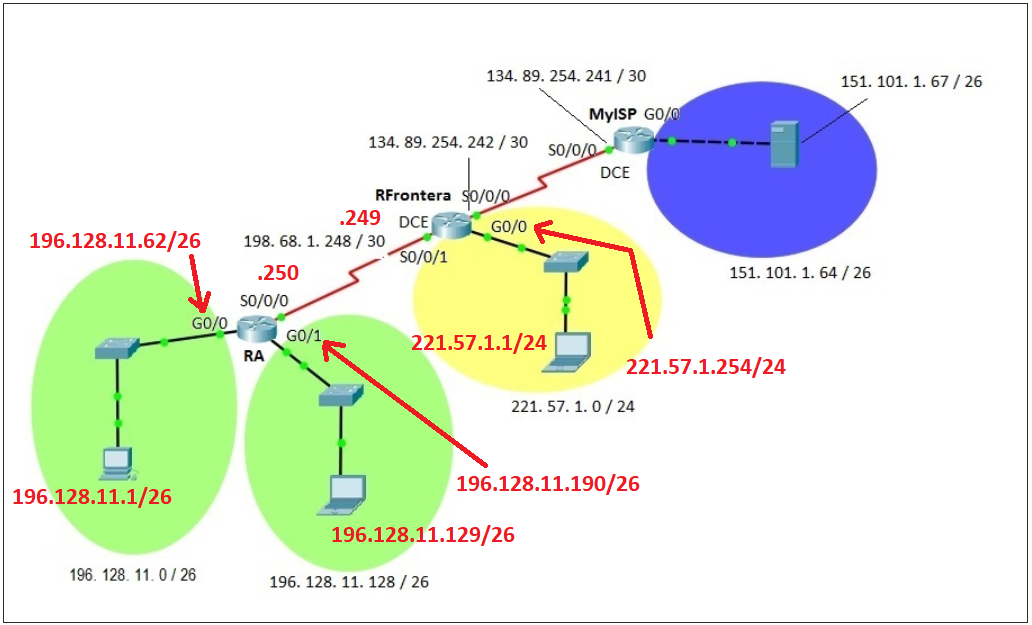 134. 89. 254. 241 / 30
151. 101. 1. 67 / 26
MyISP G0/0
134. 89. 254. 242 / 30
S0/0/0
DCE
RFrontera S0/0/0
.249 DCE
G0/0
196.128.11.62/26
198. 68. 1. 248 / 30
S0/0/1
151. 101. 1. 64 / 26
.250
S0/0/0
G0/0
G0/1
RA
221.57.1.1/24
221.57.1.254/24
221. 57. 1. 0 / 24
196.128.11.190/26
196.128.11.1/26
196.128.11.129/26
196. 128. 11. 0 / 26
196. 128. 11. 128 / 26